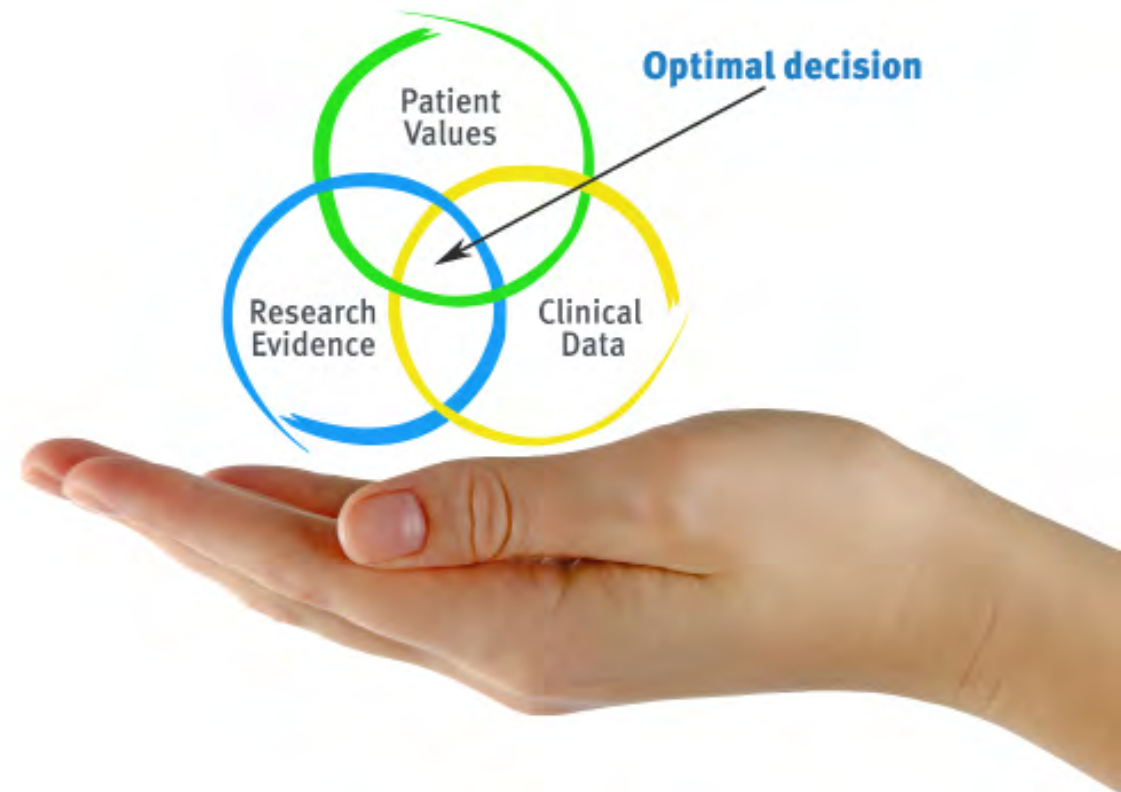 Optimal decision
Patient
Values
Research
Evidence
Clinical
Data